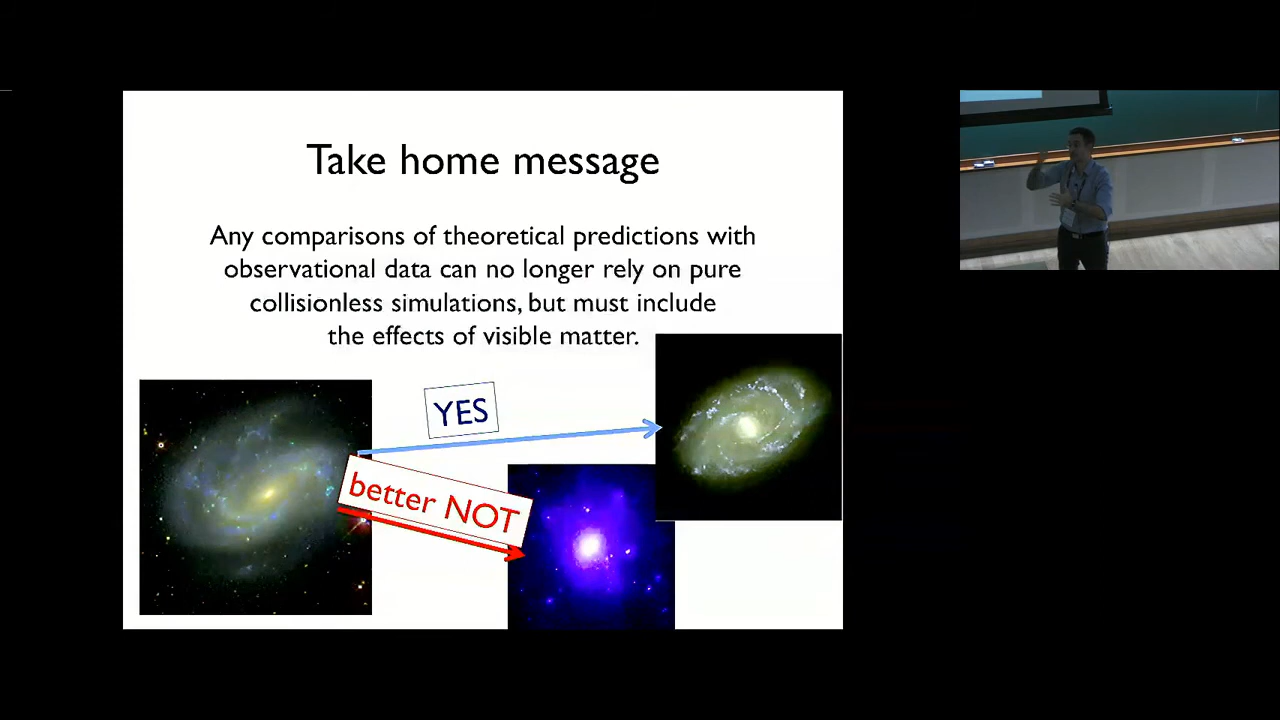 Take home message
Any comparisons of theoretical predictions with
observational data can no longer rely on pure
collisionless simulations, but must include
the effects of visible matter.
YES
better NOT